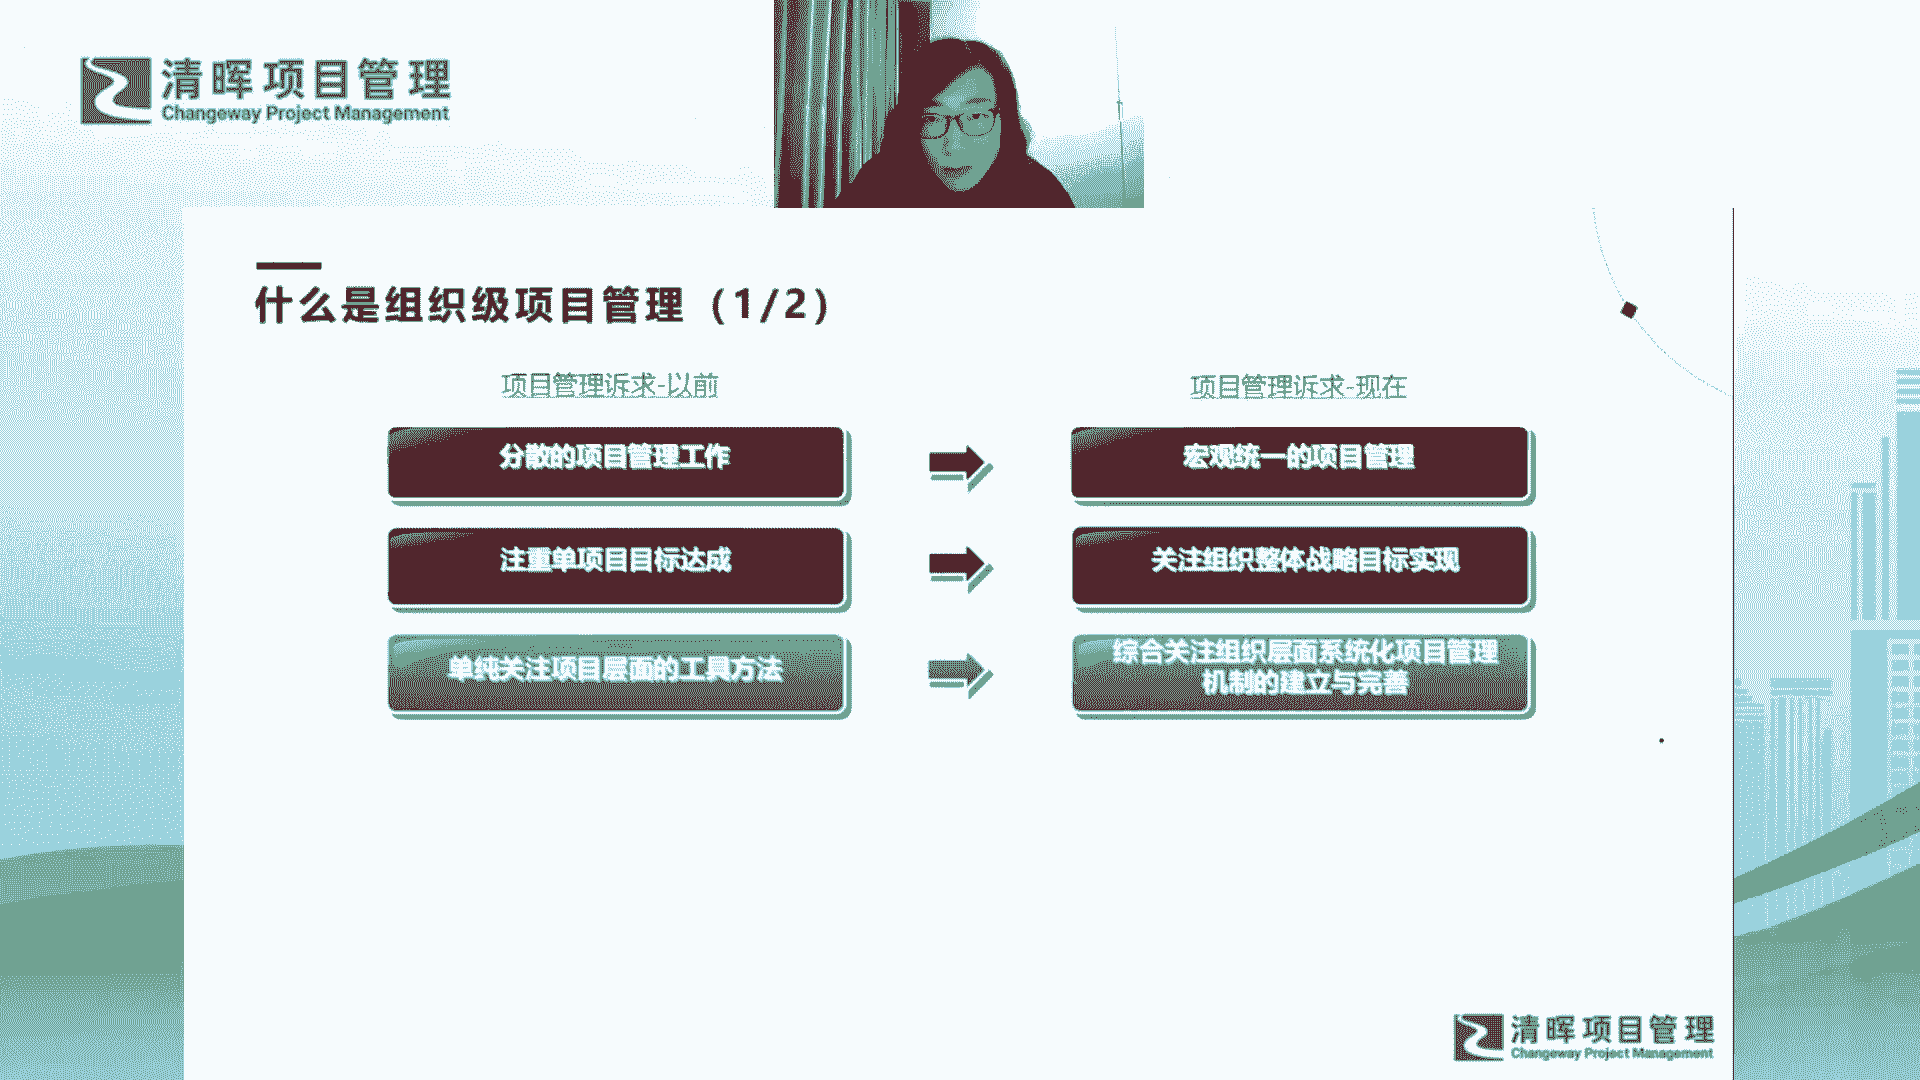 清晖项目管理
Changeway Project Management
什么是组织级项目管理（1/2）
项目管理诉求-以前
项目管理诉求-现在
分散的项目管理工作
宏观统一的项目管理
注重单项目目标达成
关注组织整体战略目标实现
单纯关注项目层面的工具方法
综合关注组织层面系统化项目管理
机制的建立与完善
清晖项目管理
Changeway Project Management